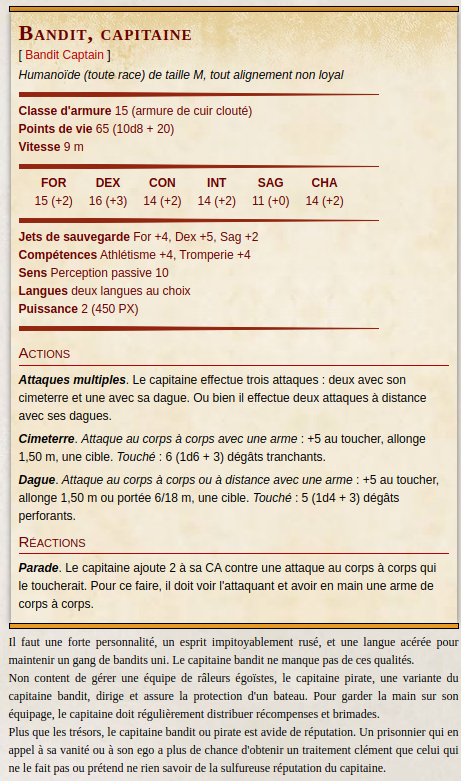 Bandit, capitaine
[ Bandit Captain ]
Humanoïde (toute race) de taille M, tout alignement non loyal
Classe d'armure 15 (armure de cuir clouté)
Points de vie 65 (10d8 + 20)
Vitesse 9 m
FOR DEX CON INT SAG CHA
15 (+2) 16 (+3) 14 (+2) 14 (+2) 11 (+0) 14 (+2)
Jets de sauvegarde For +4, Dex +5, Sag +2
Compétences Athlétisme +4, Tromperie +4
Sens Perception passive 10
Langues deux langues au choix
Puissance 2 (450 PX)
Actions
Attaques multiples. Le capitaine effectue trois attaques : deux avec son
cimeterre et une avec sa dague. Ou bien il effectue deux attaques à distance
avec ses dagues.
Cimeterre. Attaque au corps à corps avec une arme : +5 au toucher, allonge
1,50 m, une cible. Touché : 6 (1d6 + 3) dégâts tranchants.
Dague. Attaque au corps à corps ou à distance avec une arme : +5 au toucher,
allonge 1,50 m ou portée 6/18 m, une cible. Touché : 5 (1d4 + 3) dégâts
perforants.
Réactions
Parade. Le capitaine ajoute 2 à sa CA contre une attaque au corps à corps qui
le toucherait. Pour ce faire, il doit voir l'attaquant et avoir en main une arme de
corps à corps.
Il faut une forte personnalité, un esprit impitoyablement rusé, et une langue acérée pour
maintenir un gang de bandits uni. Le capitaine bandit ne manque pas de ces qualités.
Non content de gérer une équipe de râleurs égoïstes, le capitaine pirate, une variante du
capitaine bandit, dirige et assure la protection d'un bateau. Pour garder la main sur son
équipage, le capitaine doit régulièrement distribuer récompenses et brimades.
Plus que les trésors, le capitaine bandit ou pirate est avide de réputation. Un prisonnier qui en
appel à sa vanité ou à son ego a plus de chance d'obtenir un traitement clément que celui qui
ne le fait pas ou prétend ne rien savoir de la sulfureuse réputation du capitaine.